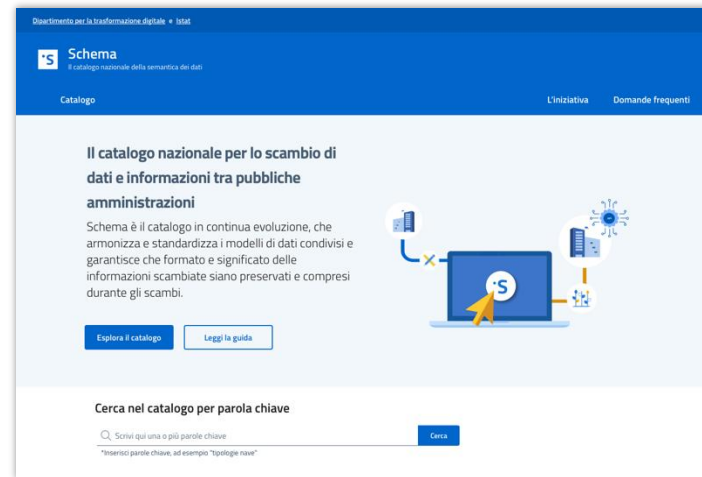 Dipartimento per la trasformazione digitale e Istat
·S
Schema
Il catalogo nazionale della semantica dei dati
Catalogo
L'iniziativa
Domande frequenti
Il catalogo nazionale per lo scambio di
dati e informazioni tra pubbliche
amministrazioni
Schema è il catalogo in continua evoluzione, che
armonizza e standardizza i modelli di dati condivisi e
garantisce che formato e significato delle
informazioni scambiate siano preservati e compresi
durante gli scambi.
·S
Esplora il catalogo
Leggi la guida
Cerca nel catalogo per parola chiave
Scrivi qui una o più parole chiave
Cerca
*Inserisci parole chiave, ad esempio "tipologie nave"